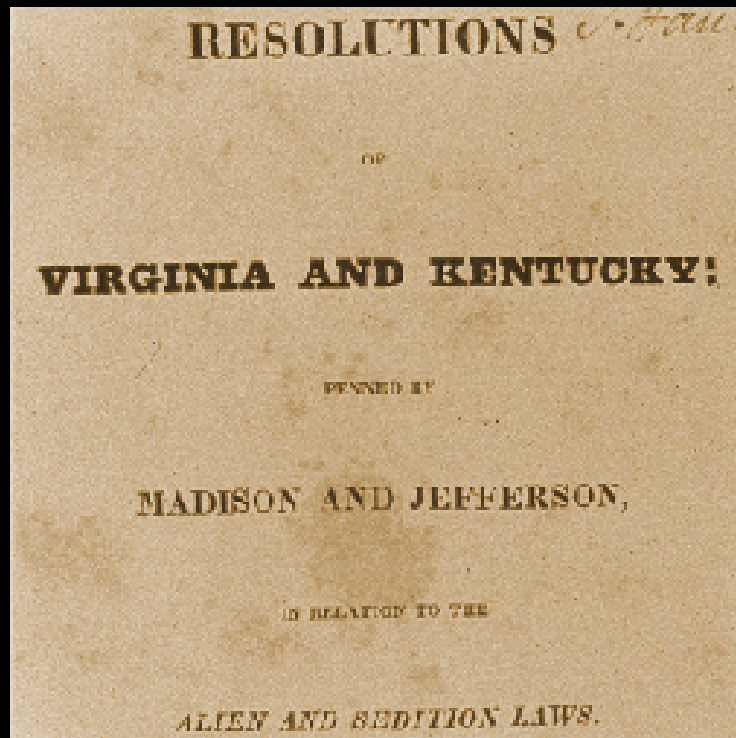 RESOLUTIONS
OF
VIRGINIA AND KENTUCKY:
PENNED BY
MADISON AND JEFFERSON,
IN RELATION TO THE
ALIEN AND SEDITION LAWS.